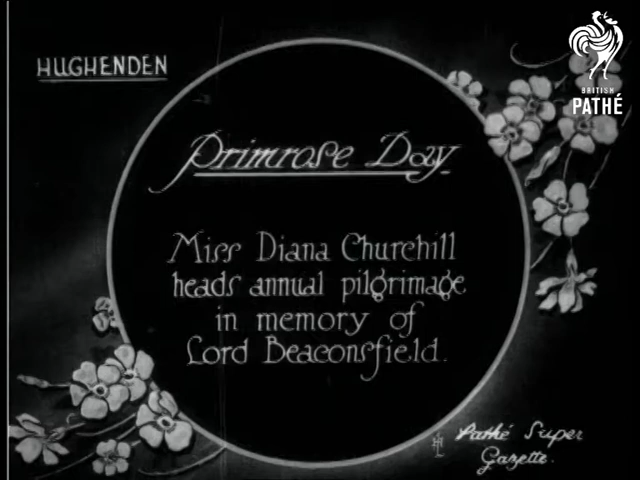 HUGHENDEN
BRITISH
PATHÉ
Primrose Day
Miss Diana Churchill
heads annual pilgrimage
in memory of
Lord Beaconsfield.
Pathé Super
Gazette.